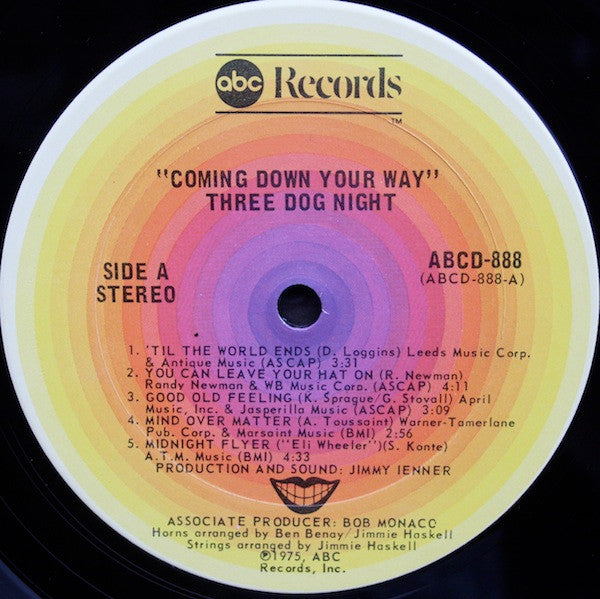 abc Records
TM
"COMING DOWN YOUR WAY"
THREE DOG NIGHT
SIDE A
STEREO
ABCD-888
(ABCD-888-A)
1. 'TIL THE WORLD ENDS (D. Loggins) Leeds Music Corp.
& Antique Music (ASCAP) 3:31
2. YOU CAN LEAVE YOUR HAT ON (R. Newman)
Randy Newman & WB Music Corp. (ASCAP) 4:11
3. GOOD OLD FEELING (K. Sprague/G. Stovall) April
Music, Inc. & Jasperilla Music (ASCAP) 3:09
4. MIND OVER MATTER (A. Toussaint) Warner-Tamerlane
Pub. Corp. & Marsaint Music (BMI) 2:56
5. MIDNIGHT FLYER ("Eli Wheeler")(S. Konte)
A.T.M. Music (BMI) 4:33
PRODUCTION AND SOUND: JIMMY IENNER
ASSOCIATE PRODUCER: BOB MONACO
Horns arranged by Ben Benay/Jimmie Haskell
Strings arranged by Jimmie Haskell
℗1975, ABC
Records, Inc.